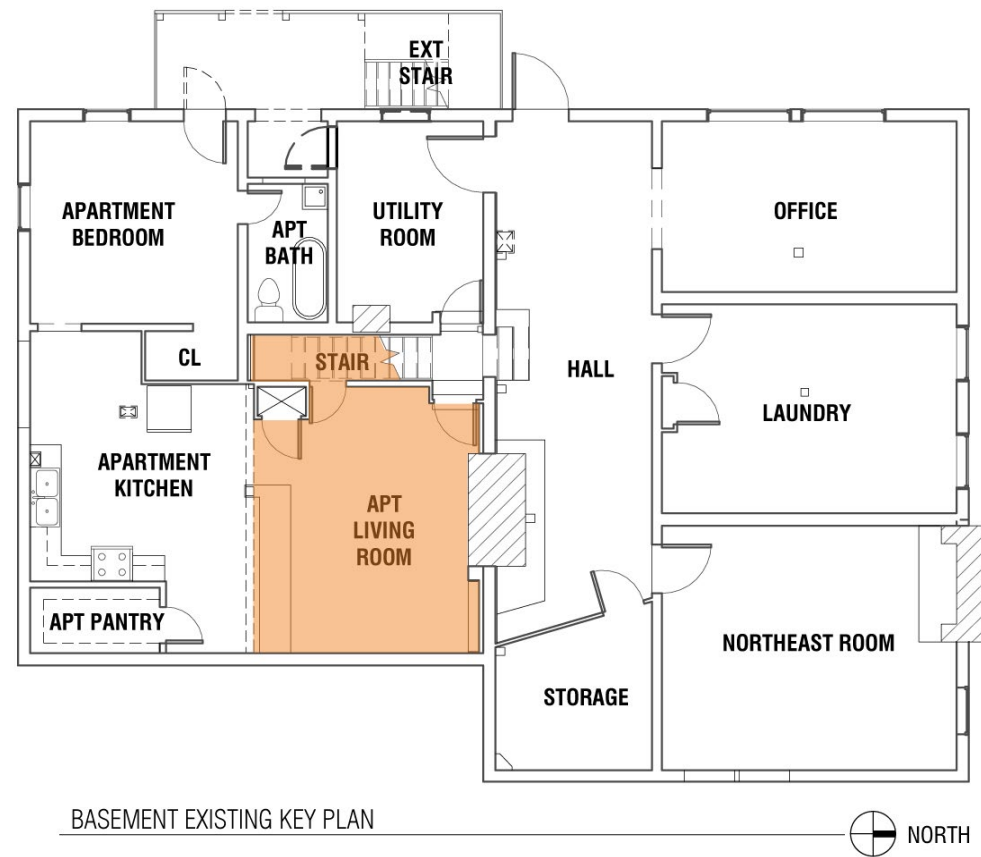 EXT
STAIR
APARTMENT
BEDROOM
APT
BATH
UTILITY
ROOM
OFFICE
CL
STAIR
HALL
LAUNDRY
APARTMENT
KITCHEN
APT
LIVING
ROOM
APT PANTRY
NORTHEAST ROOM
STORAGE
BASEMENT EXISTING KEY PLAN
NORTH